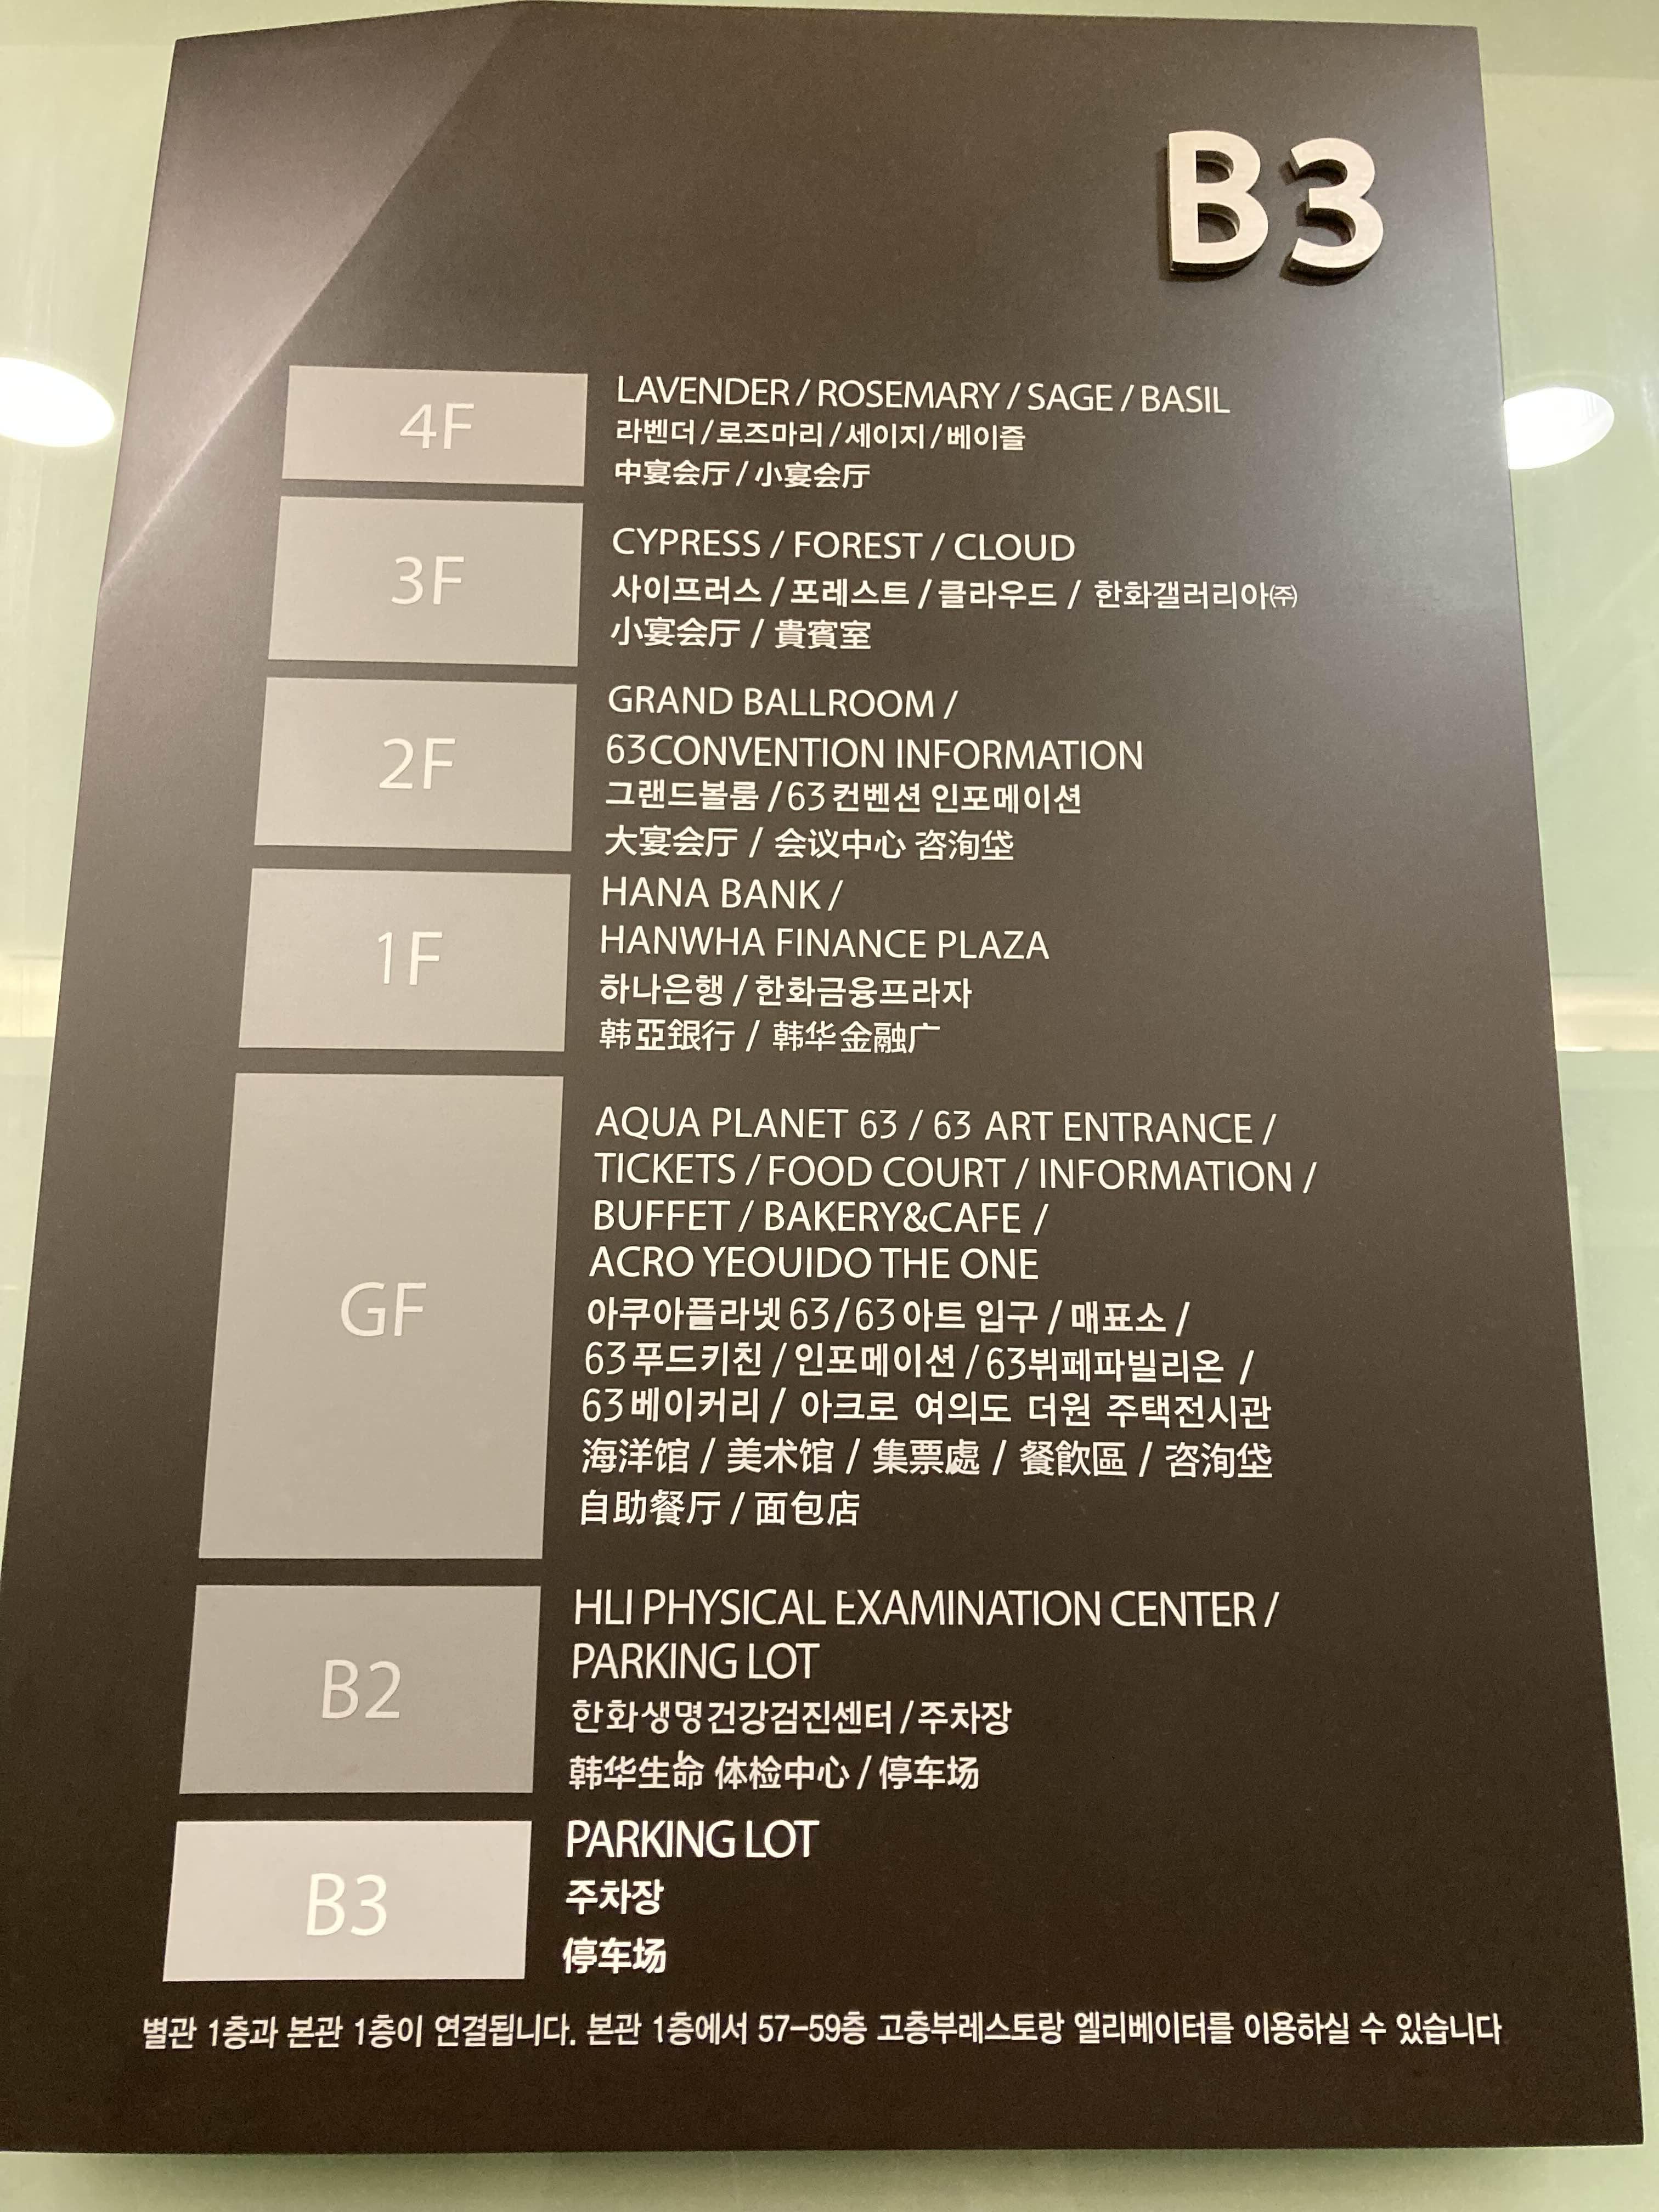 B3
4F
LAVENDER / ROSEMARY / SAGE / BASIL
라벤더 / 로즈마리 / 세이지 / 베이즐
中宴会厅 / 小宴会厅
3F
CYPRESS / FOREST / CLOUD
사이프러스 / 포레스트 / 클라우드 / 한화갤러리아㈜
小宴会厅 / 貴賓室
2F
GRAND BALLROOM /
63CONVENTION INFORMATION
그랜드볼룸 / 63컨벤션 인포메이션
大宴会厅 / 会议中心 咨洵垈
1F
HANA BANK /
HANWHA FINANCE PLAZA
하나은행 / 한화금융프라자
韩亞銀行 / 韩华金融广
GF
AQUA PLANET 63 / 63 ART ENTRANCE /
TICKETS / FOOD COURT / INFORMATION /
BUFFET / BAKERY&CAFE /
ACRO YEOUIDO THE ONE
아쿠아플라넷 63 / 63아트 입구 / 매표소 /
63푸드키친 / 인포메이션 / 63뷔페파빌리온 /
63베이커리 / 아크로 여의도 더원 주택전시관
海洋馆 / 美术馆 / 集票處 / 餐飮區 / 咨洵垈
自助餐厅 / 面包店
B2
HLI PHYSICAL EXAMINATION CENTER /
PARKING LOT
한화생명건강검진센터 / 주차장
韩华生命 体检中心 / 停车场
B3
PARKING LOT
주차장
停车场
별관 1층과 본관 1층이 연결됩니다. 본관 1층에서 57-59층 고층부레스토랑 엘리베이터를 이용하실 수 있습니다